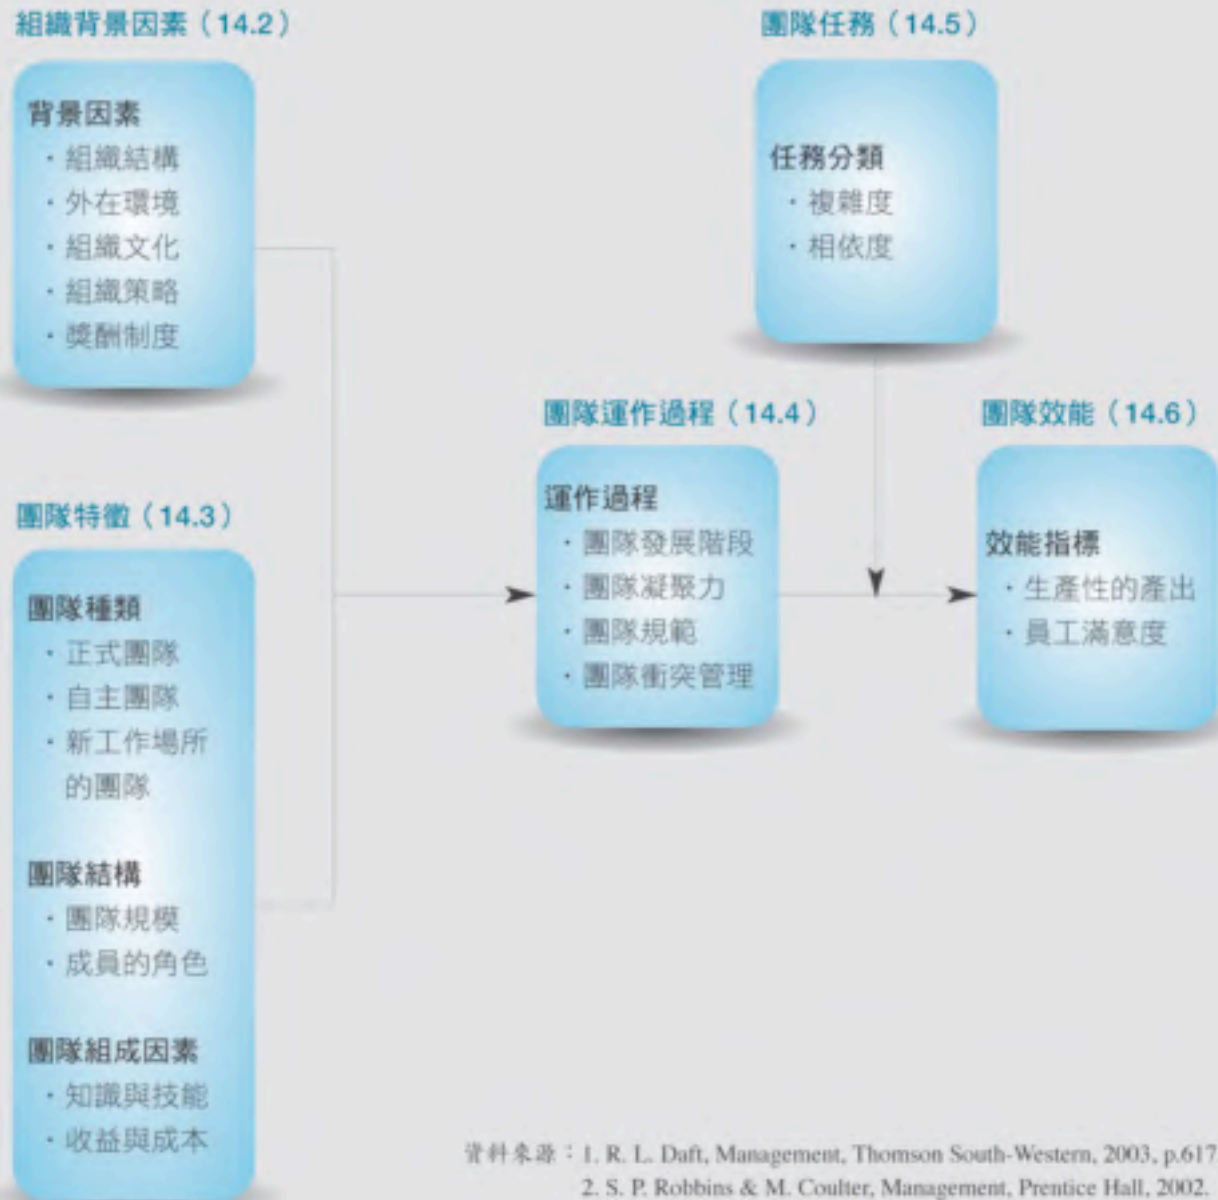 組織背景因素（14.2）
背景因素
・組織結構
・外在環境
・組織文化
・組織策略
・獎酬制度
團隊特徵（14.3）
團隊種類
・正式團隊
・自主團隊
・新工作場所
的團隊
團隊結構
・團隊規模
・成員的角色
團隊組成因素
・知識與技能
・收益與成本
團隊任務（14.5）
任務分類
・複雜度
・相依度
團隊運作過程（14.4）
運作過程
・團隊發展階段
・團隊凝聚力
・團隊規範
・團隊衝突管理
團隊效能（14.6）
效能指標
・生產性的產出
・員工滿意度
資料來源：1. R. L. Daft, Management, Thomson South-Western, 2003, p.617
2. S. P. Robbins & M. Coulter, Management, Prentice Hall, 2002.